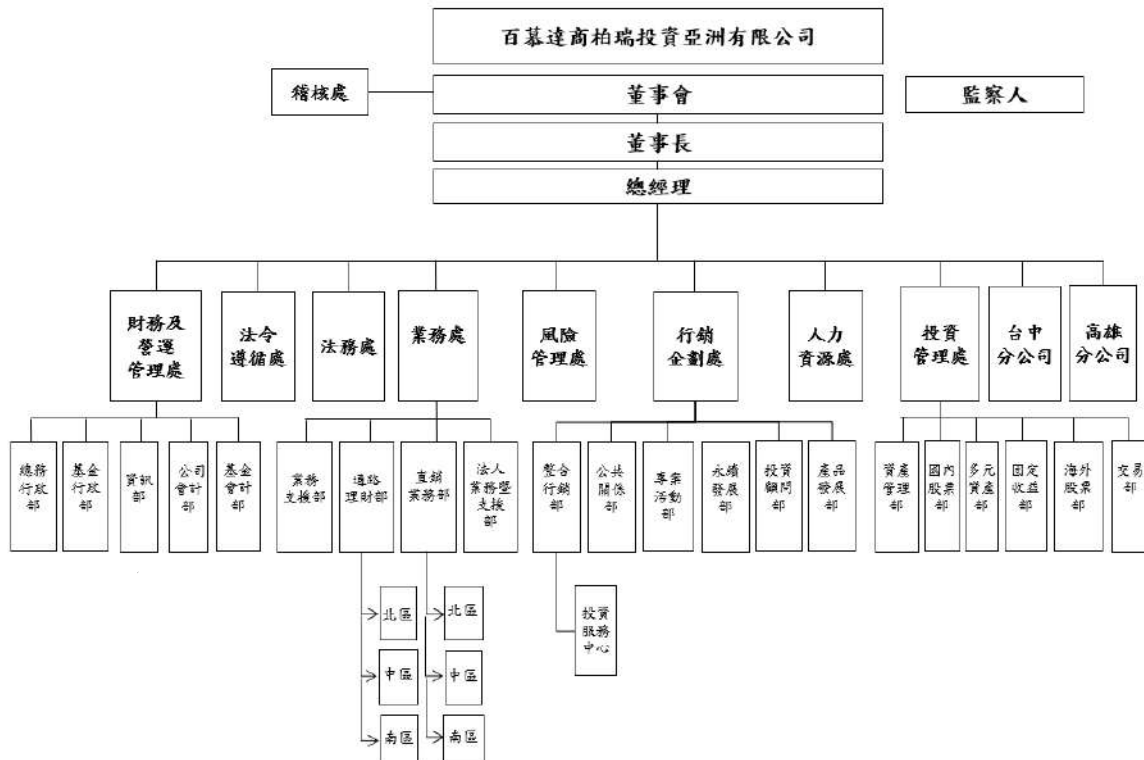 百慕達商柏瑞投資亞洲有限公司
稽核處
董事會
監察人
董事長
總經理
財務及
營運
管理處
法令
遵循處
法務處
業務處
風險
管理處
行銷
企劃處
人力
資源處
投資
管理處
台中
分公司
高雄
分公司
總務
行政
部
基金
行政
部
資訊
部
公司
會計
部
基金
會計
部
業務
支援部
通路
理財部
直銷
業務部
法人
業務暨
支援
部
整合
行銷
部
公共
關係
部
專案
活動
部
永續
發展
部
投資
顧問
部
產品
發展
部
資產
管理
部
國內
股票
部
多元
資產
部
固定
收益
部
海外
股票
部
交易
部
北區
北區
投資
服務
中心
中區
中區
南區
南區